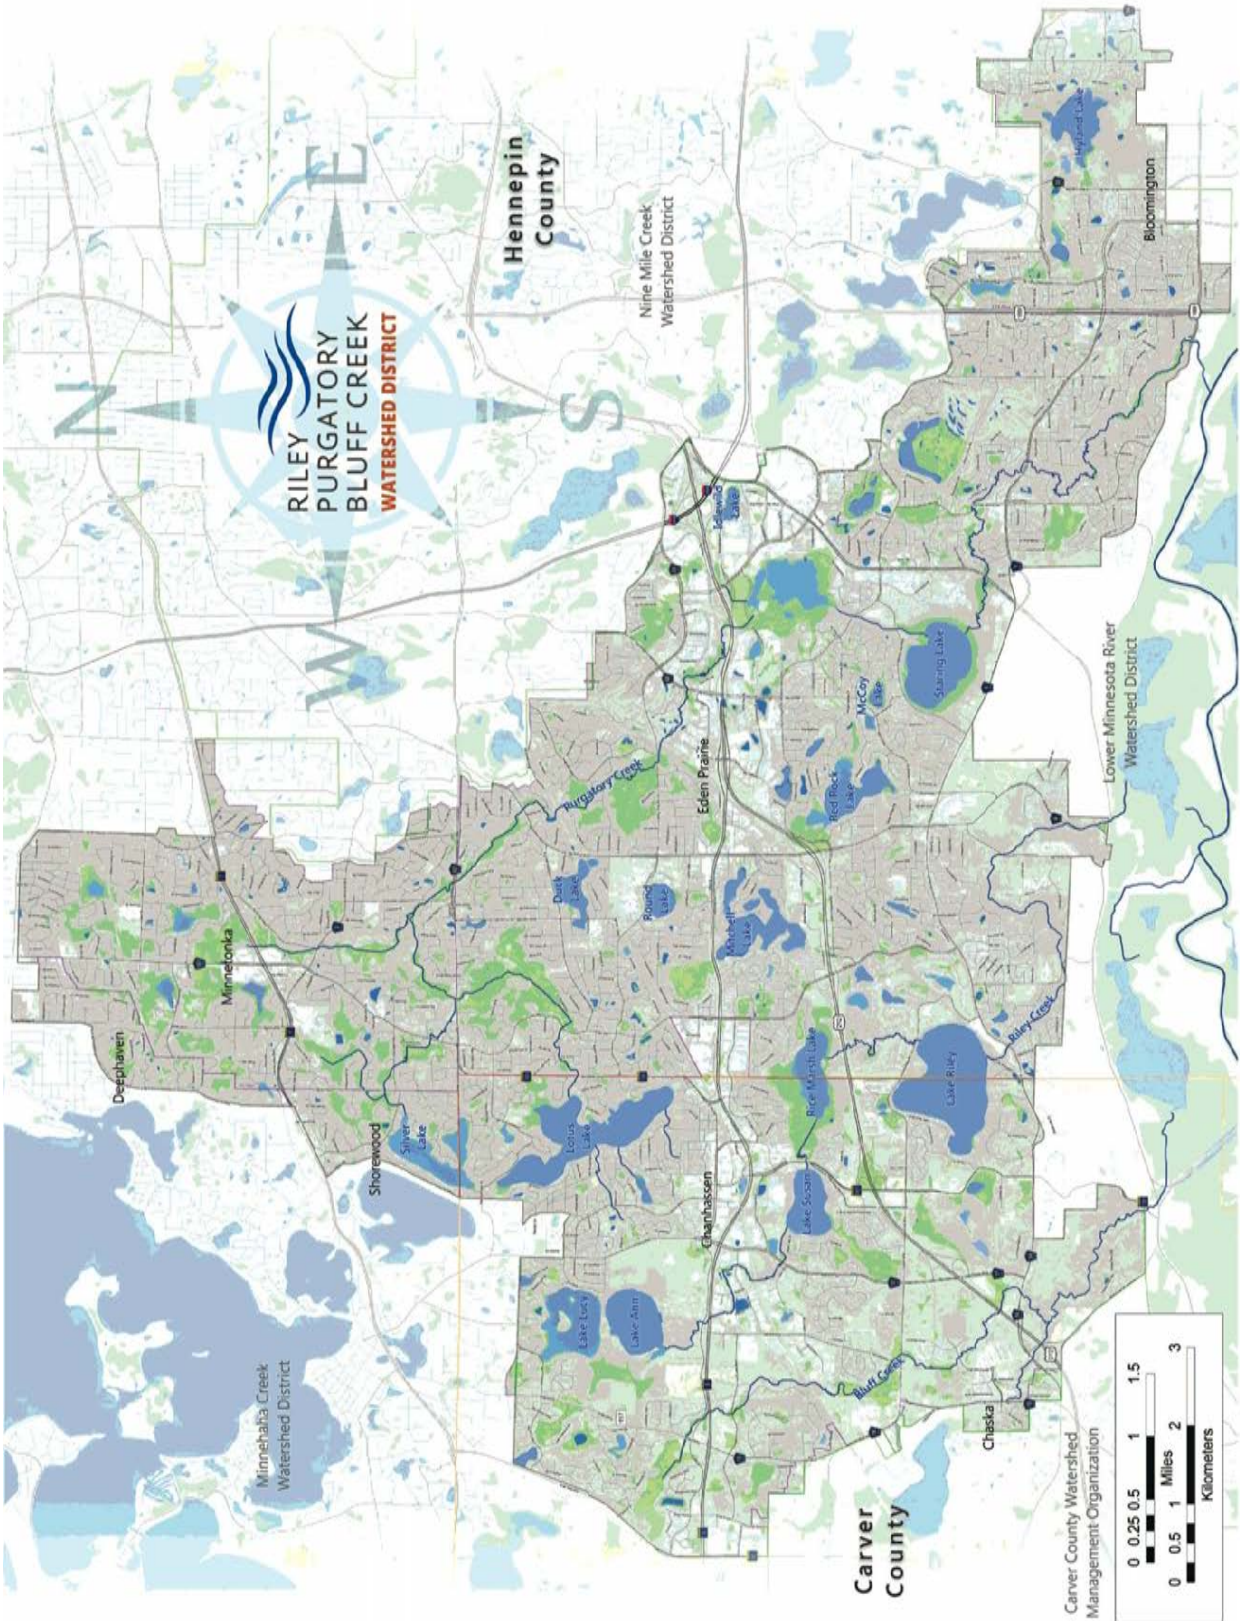 N
E
S
W
RILEY
PURGATORY
BLUFF CREEK
WATERSHED DISTRICT
Hennepin
County
Nine Mile Creek
Watershed District
Minnehaha Creek
Watershed District
Deephaven
Minnetonka
Shorewood
Silver
Lake
Purgatory Creek
Duck
Lake
Lotus
Lake
Round
Lake
Lake Lucy
Lake Ann
Chanhassen
Eden Prairie
Idlewild
Lake
Mitchell
Lake
Red Rock
Lake
McCoy
Lake
Staring Lake
Rice Marsh Lake
Lake Susan
Lake Riley
Riley Creek
Bluff Creek
Hyland Lake
Bloomington
Chaska
Lower Minnesota River
Watershed District
Carver
County
Carver County Watershed
Management Organization
0 0.25 0.5 1 1.5
Miles
0 0.5 1 2 3
Kilometers